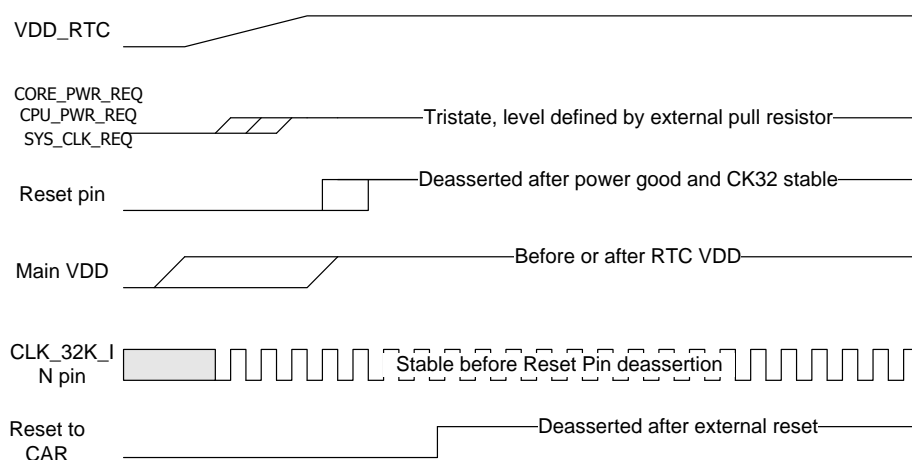 VDD_RTC
CORE_PWR_REQ
CPU_PWR_REQ
SYS_CLK_REQ
Tristate, level defined by external pull resistor
Reset pin
Deasserted after power good and CK32 stable
Main VDD
Before or after RTC VDD
CLK_32K_I
N pin
Stable before Reset Pin deassertion
Reset to
CAR
Deasserted after external reset